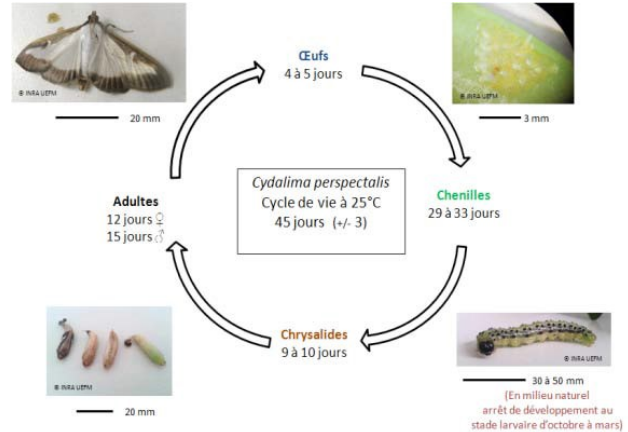 © INRA UEFM
20 mm
Œufs
4 à 5 jours
© INRA UEFM
3 mm
Adultes
12 jours ♀
15 jours ♂
Cydalima perspectalis
Cycle de vie à 25°C
45 jours (+/- 3)
Chenilles
29 à 33 jours
© INRA UEFM
20 mm
Chrysalides
9 à 10 jours
© INRA UEFM
30 à 50 mm
(En milieu naturel
arrêt de développement au
stade larvaire d'octobre à mars)